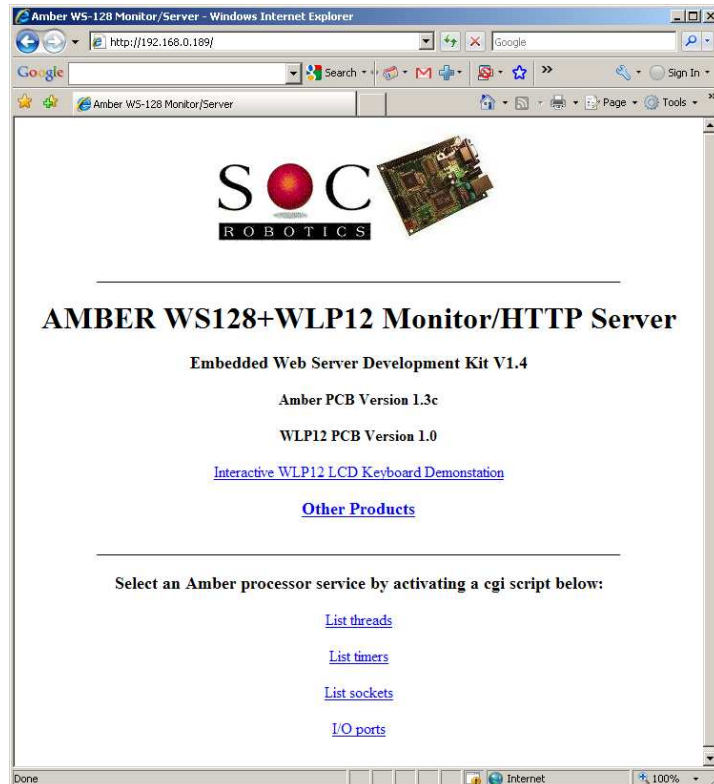 Amber WS-128 Monitor/Server - Windows Internet Explorer
http://192.168.0.189/
Google
Google
Search
»
Sign In
Amber WS-128 Monitor/Server
Page
Tools
»
SOC
ROBOTICS
AMBER WS128+WLP12 Monitor/HTTP Server
Embedded Web Server Development Kit V1.4
Amber PCB Version 1.3c
WLP12 PCB Version 1.0
Interactive WLP12 LCD Keyboard Demonstation
Other Products
Select an Amber processor service by activating a cgi script below:
List threads
List timers
List sockets
I/O ports
Done
Internet
100%